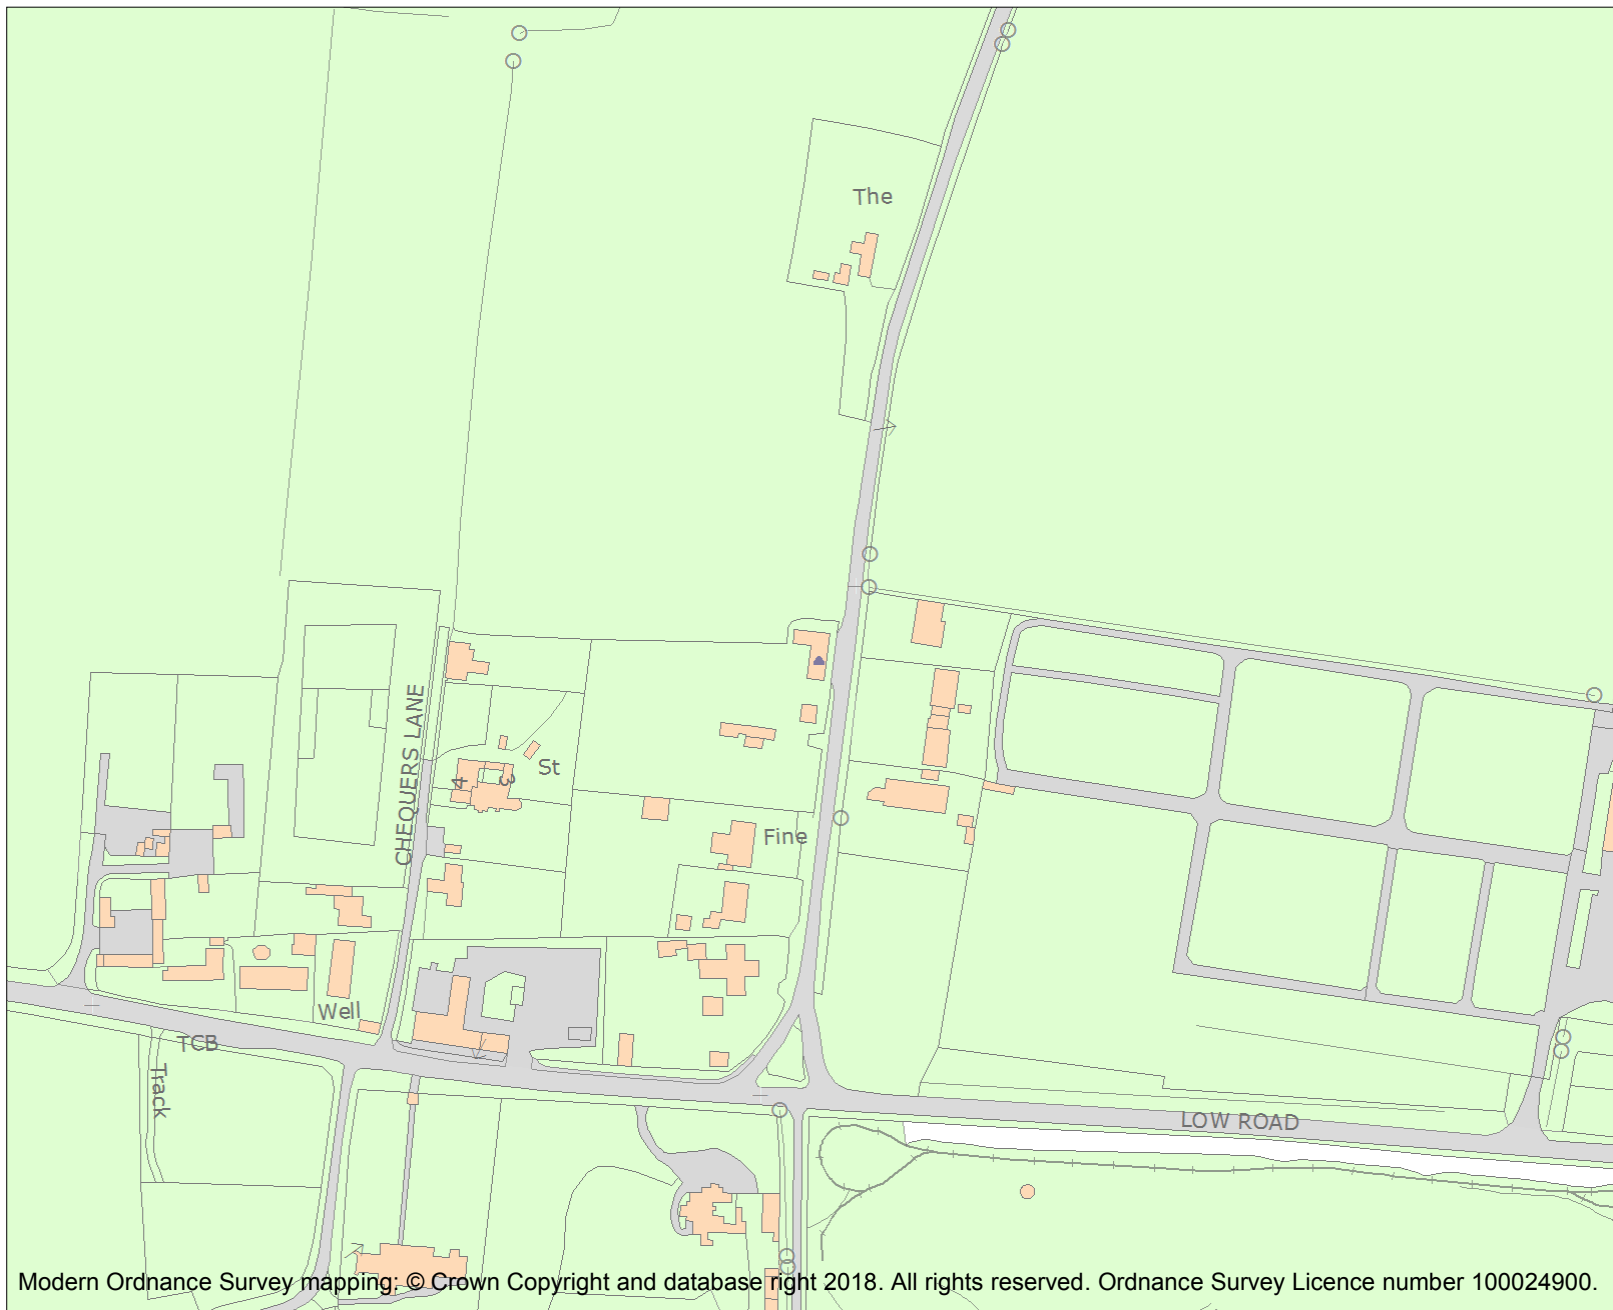 The
CHEQUERS LANE
4
3
St
Fine
Well
TCB
Track
LOW ROAD
Modern Ordnance Survey mapping: © Crown Copyright and database right 2018. All rights reserved. Ordnance Survey Licence number 100024900.